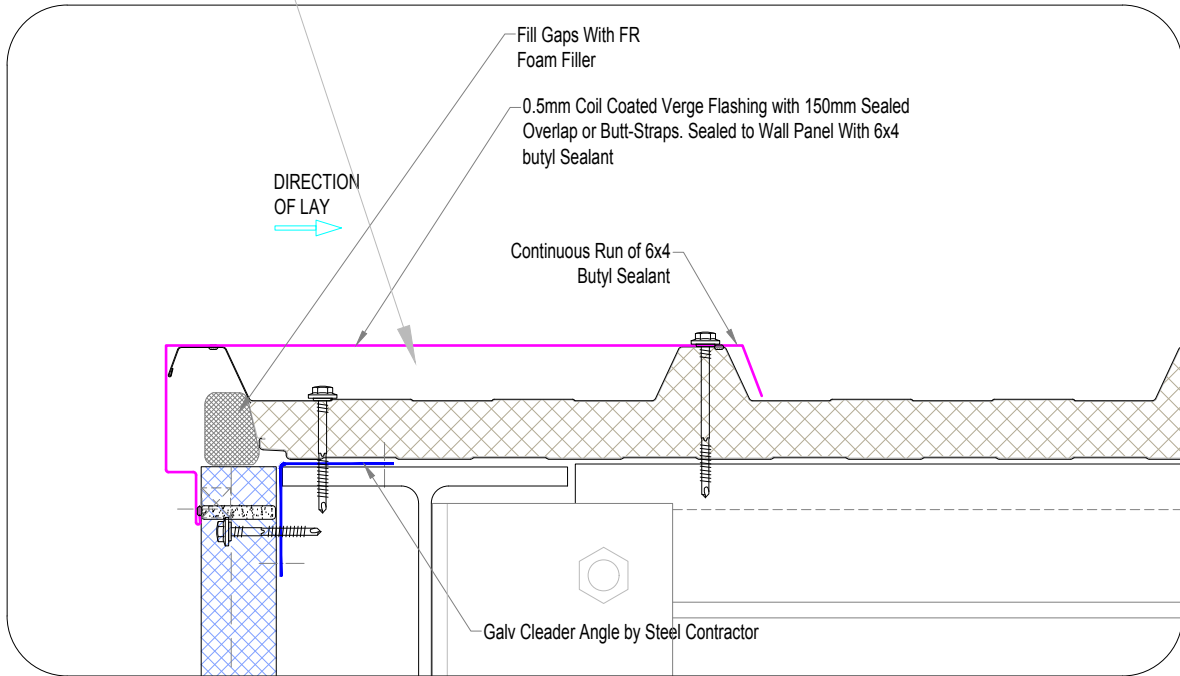 Fill Gaps With FR
Foam Filler
0.5mm Coil Coated Verge Flashing with 150mm Sealed
Overlap or Butt-Straps. Sealed to Wall Panel With 6x4
butyl Sealant
DIRECTION
OF LAY
Continuous Run of 6x4
Butyl Sealant
Galv Cleader Angle by Steel Contractor